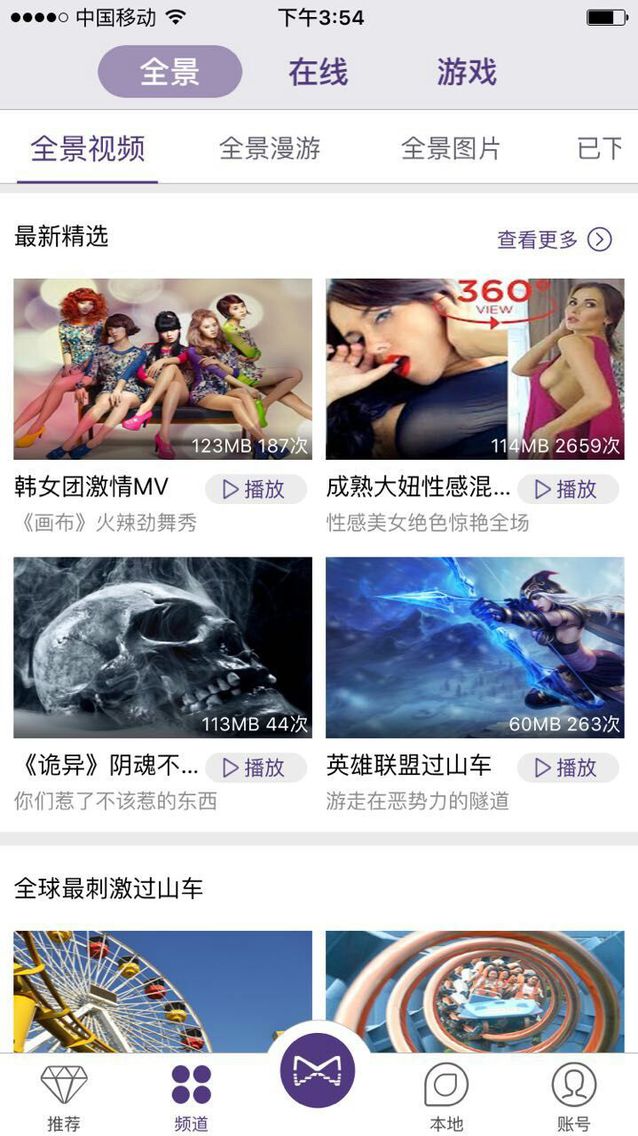 中国移动 下午3:54
全景 在线 游戏
全景视频 全景漫游 全景图片 已下
最新精选 查看更多
360°
VIEW
123MB 187次 114MB 2659次
韩女团激情MV 播放 成熟大妞性感混... 播放
《画布》火辣劲舞秀 性感美女绝色惊艳全场
113MB 44次 60MB 263次
《诡异》阴魂不... 播放 英雄联盟过山车 播放
你们惹了不该惹的东西 游走在恶势力的隧道
全球最刺激过山车
推荐 频道 本地 账号